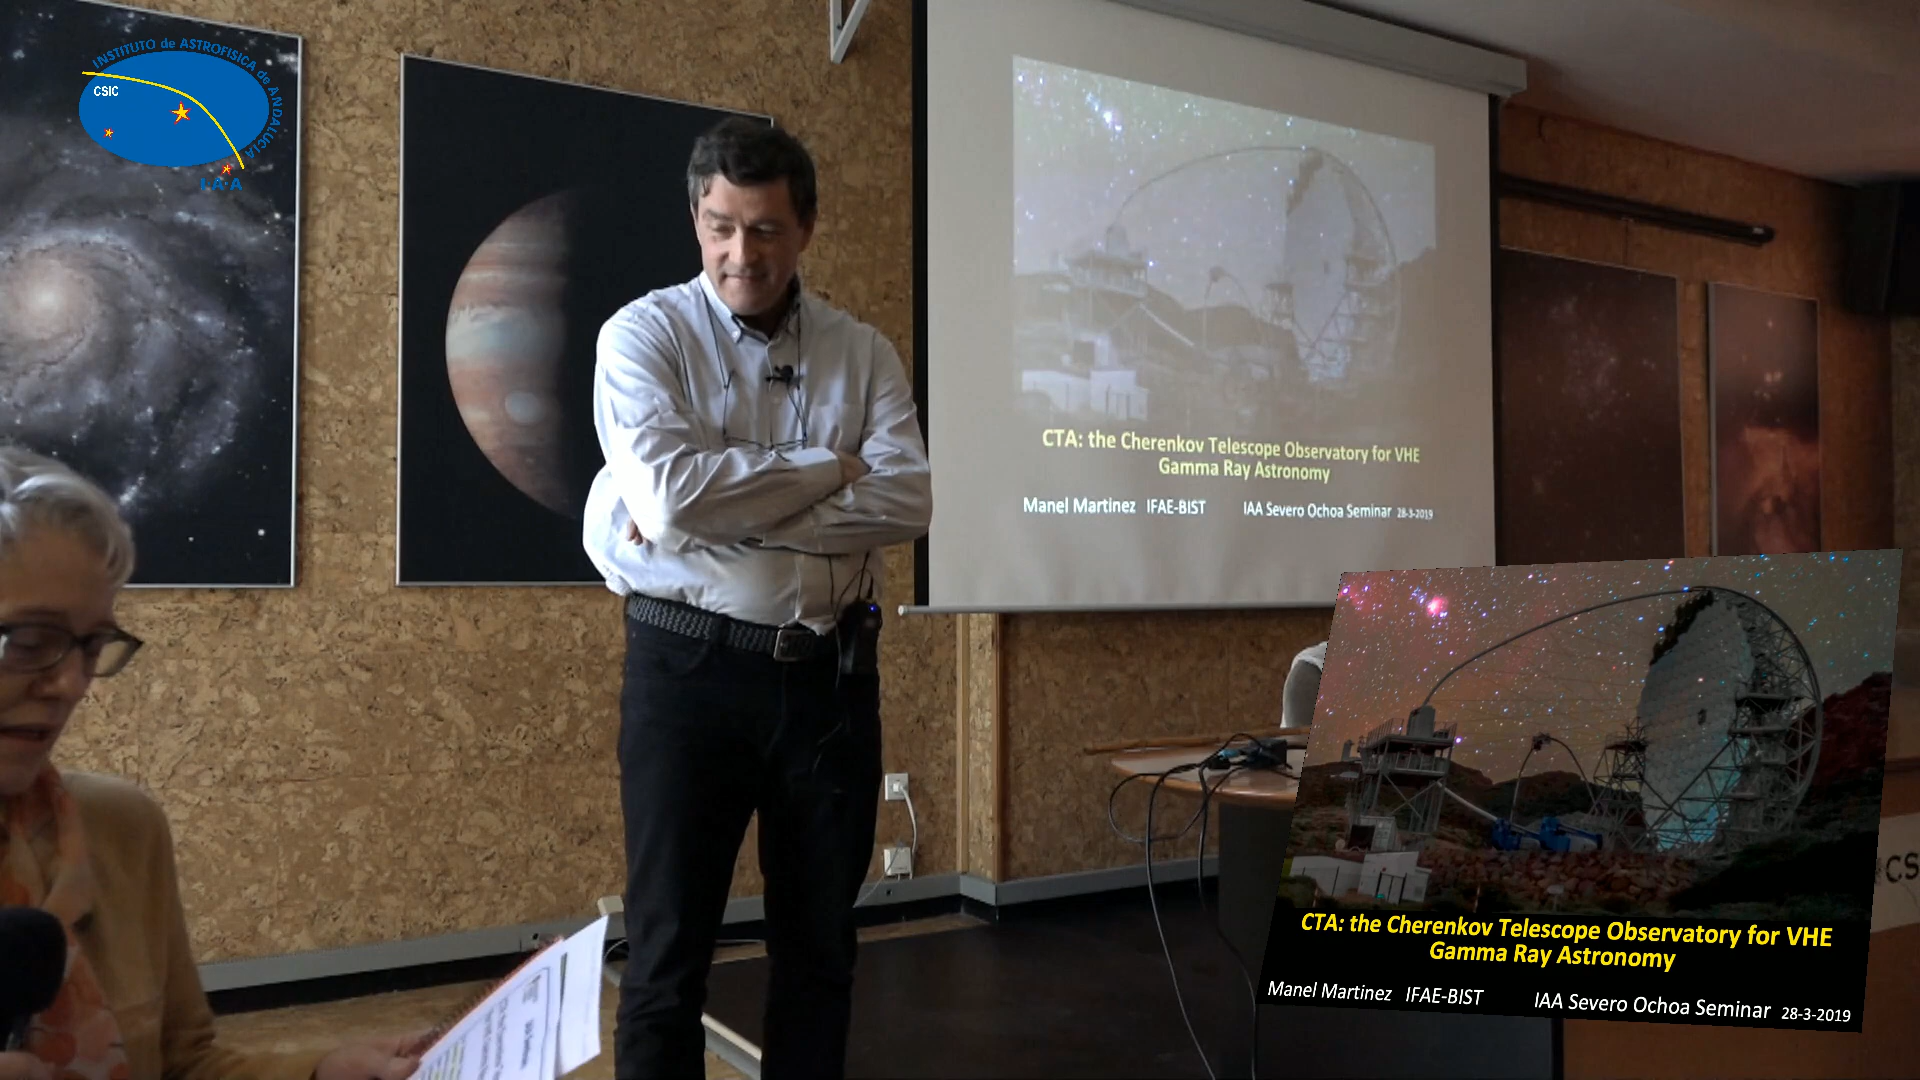 INSTITUTO de ASTROFISICA de ANDALUCIA
CSIC
I.A.A
CTA: the Cherenkov Telescope Observatory for VHE
Gamma Ray Astronomy
Manel Martinez IFAE-BIST IAA Severo Ochoa Seminar 28-3-2019
CTA: the Cherenkov Telescope Observatory for VHE
Gamma Ray Astronomy
Manel Martinez IFAE-BIST IAA Severo Ochoa Seminar 28-3-2019
CS